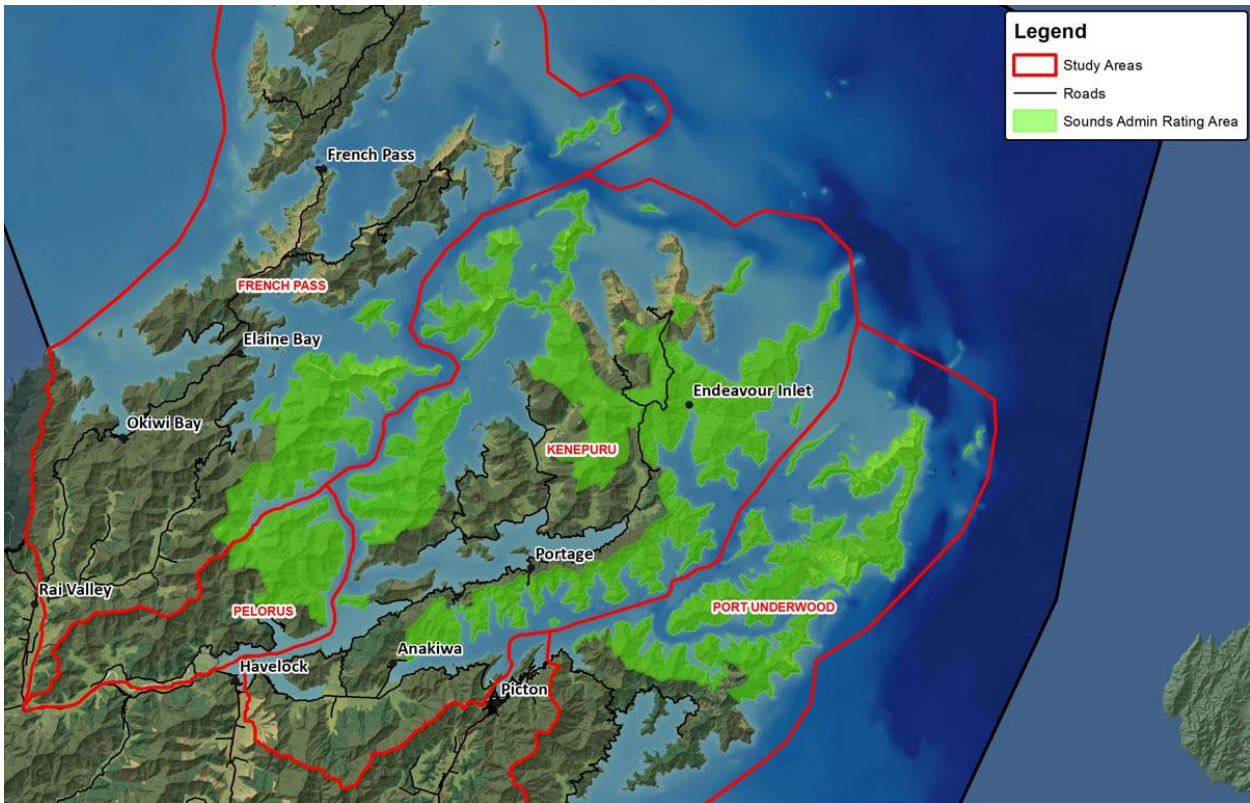 Legend
Study Areas
Roads
Sounds Admin Rating Area
French Pass
FRENCH PASS
Elaine Bay
Endeavour Inlet
Okiwi Bay
KENEPURU
Portage
Rai Valley
PELORUS
PORT UNDERWOOD
Anakiwa
Havelock
Picton